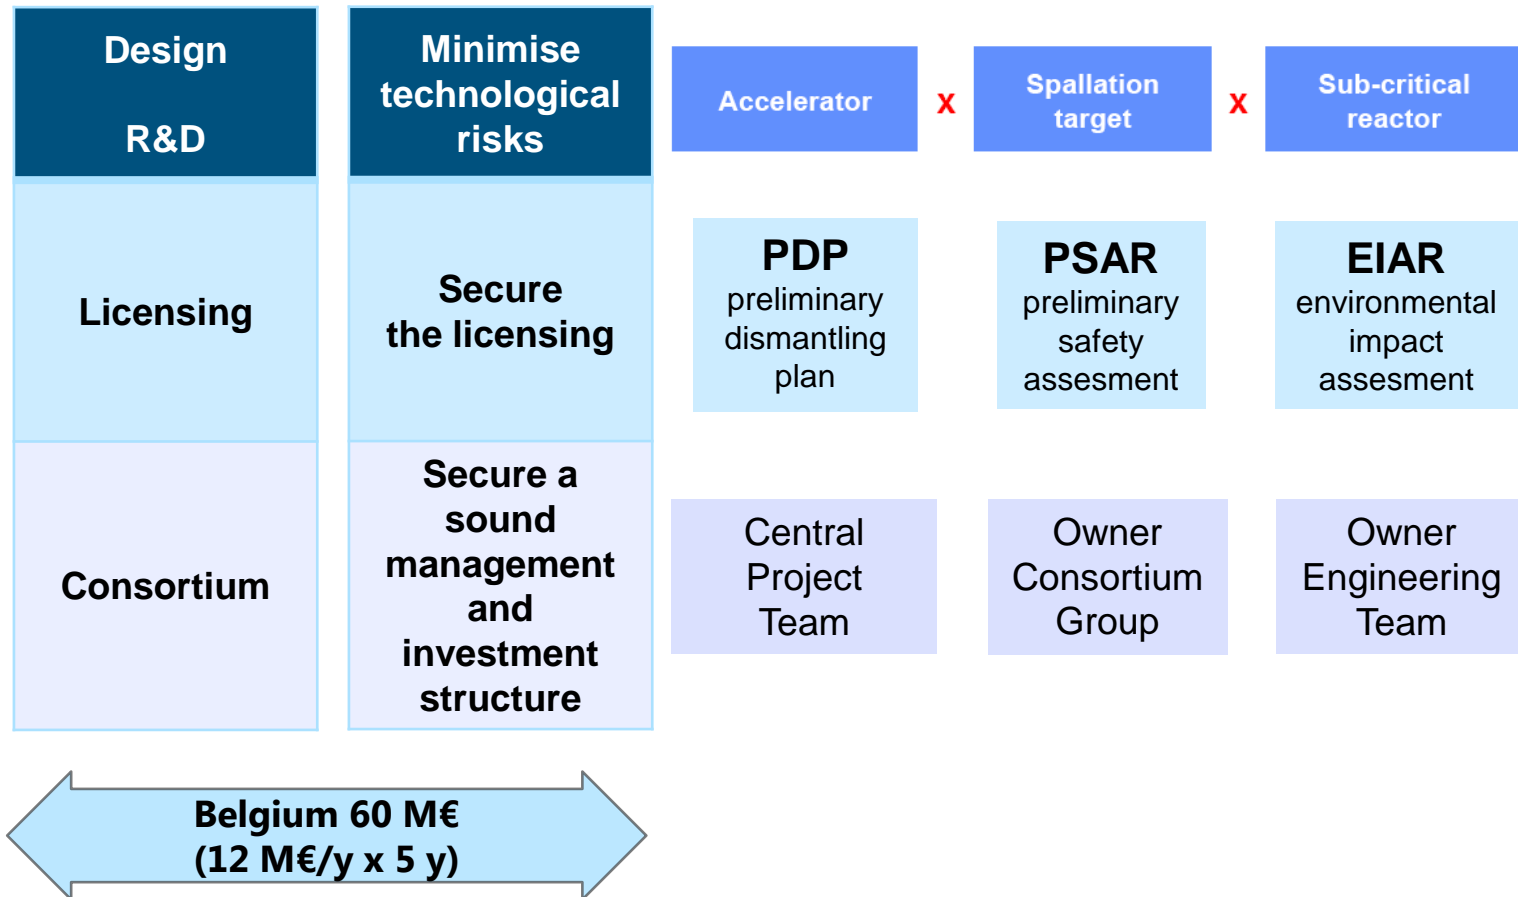 Design
R&D
Minimise
technological
risks
Accelerator
x
Spallation
target
x
Sub-critical
reactor
Licensing
Secure
the licensing
PDP
preliminary
dismantling
plan
PSAR
preliminary
safety
assesment
EIAR
environmental
impact
assesment
Consortium
Secure a
sound
management
and
investment
structure
Central
Project
Team
Owner
Consortium
Group
Owner
Engineering
Team
Belgium 60 M€
(12 M€/y x 5 y)